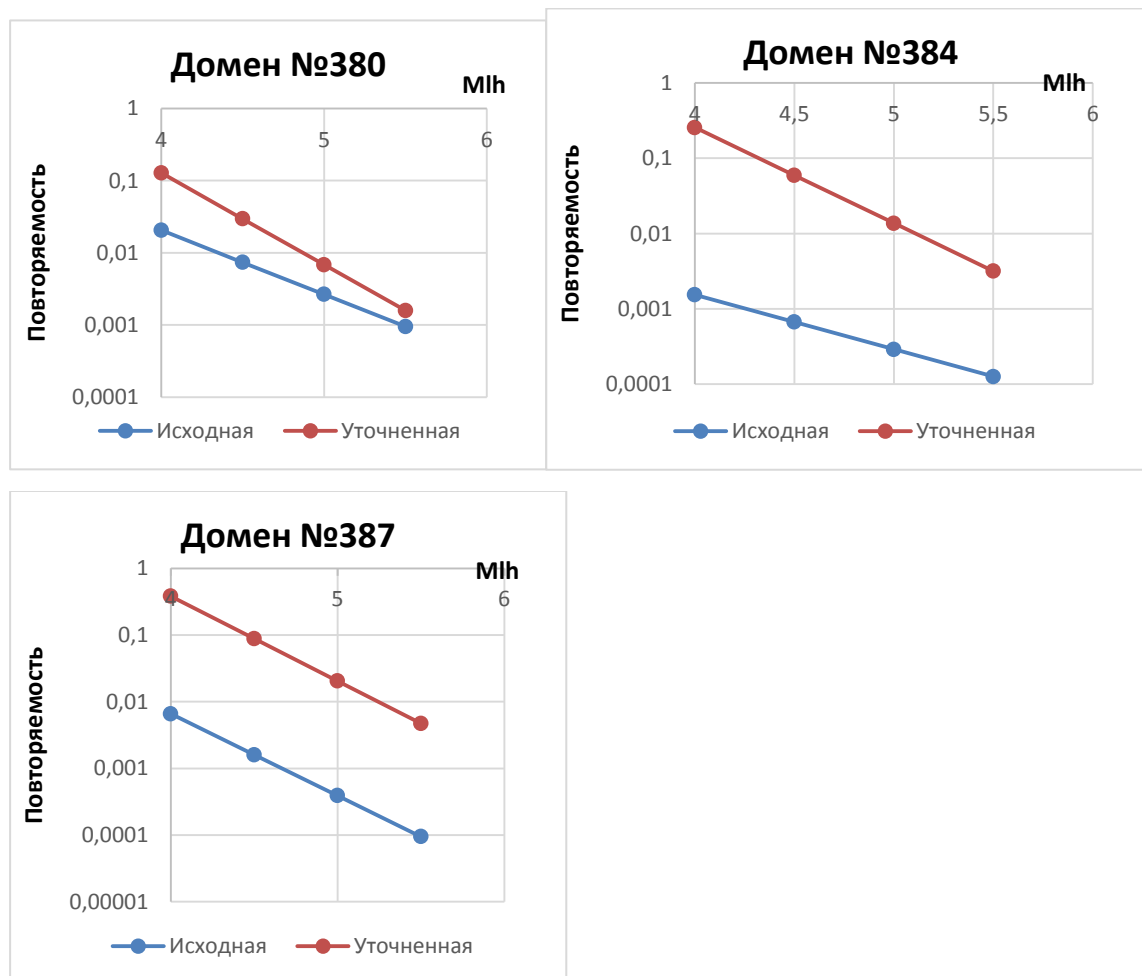 Домен №380
Mlh
1
4
5
6
0,1
0,01
0,001
0,0001
Повторяемость
Исходная
Уточненная
Домен №384
Mlh
1
4
4,5
5
5,5
6
0,1
0,01
0,001
0,0001
Повторяемость
Исходная
Уточненная
Домен №387
Mlh
1
4
5
6
0,1
0,01
0,001
0,0001
0,00001
Повторяемость
Исходная
Уточненная